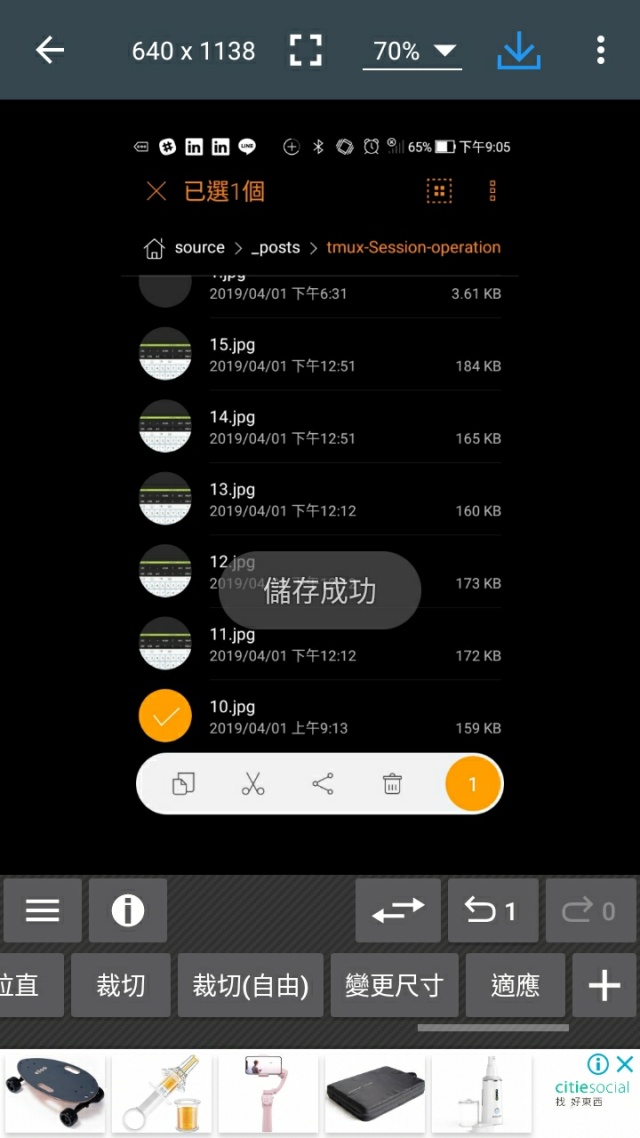 640 x 1138 70%
65% 下午9:05
已選1個
source > _posts > tmux-Session-operation
2019/04/01 下午6:31 3.61 KB
15.jpg
2019/04/01 下午12:51 184 KB
14.jpg
2019/04/01 下午12:51 165 KB
13.jpg
2019/04/01 下午12:12 160 KB
12.jpg
173 KB
儲存成功
11.jpg
2019/04/01 下午12:12 172 KB
10.jpg
2019/04/01 上午9:13 159 KB
1
1 0
拉直 裁切 裁切(自由) 變更尺寸 適應
citiesocial
找 好東西